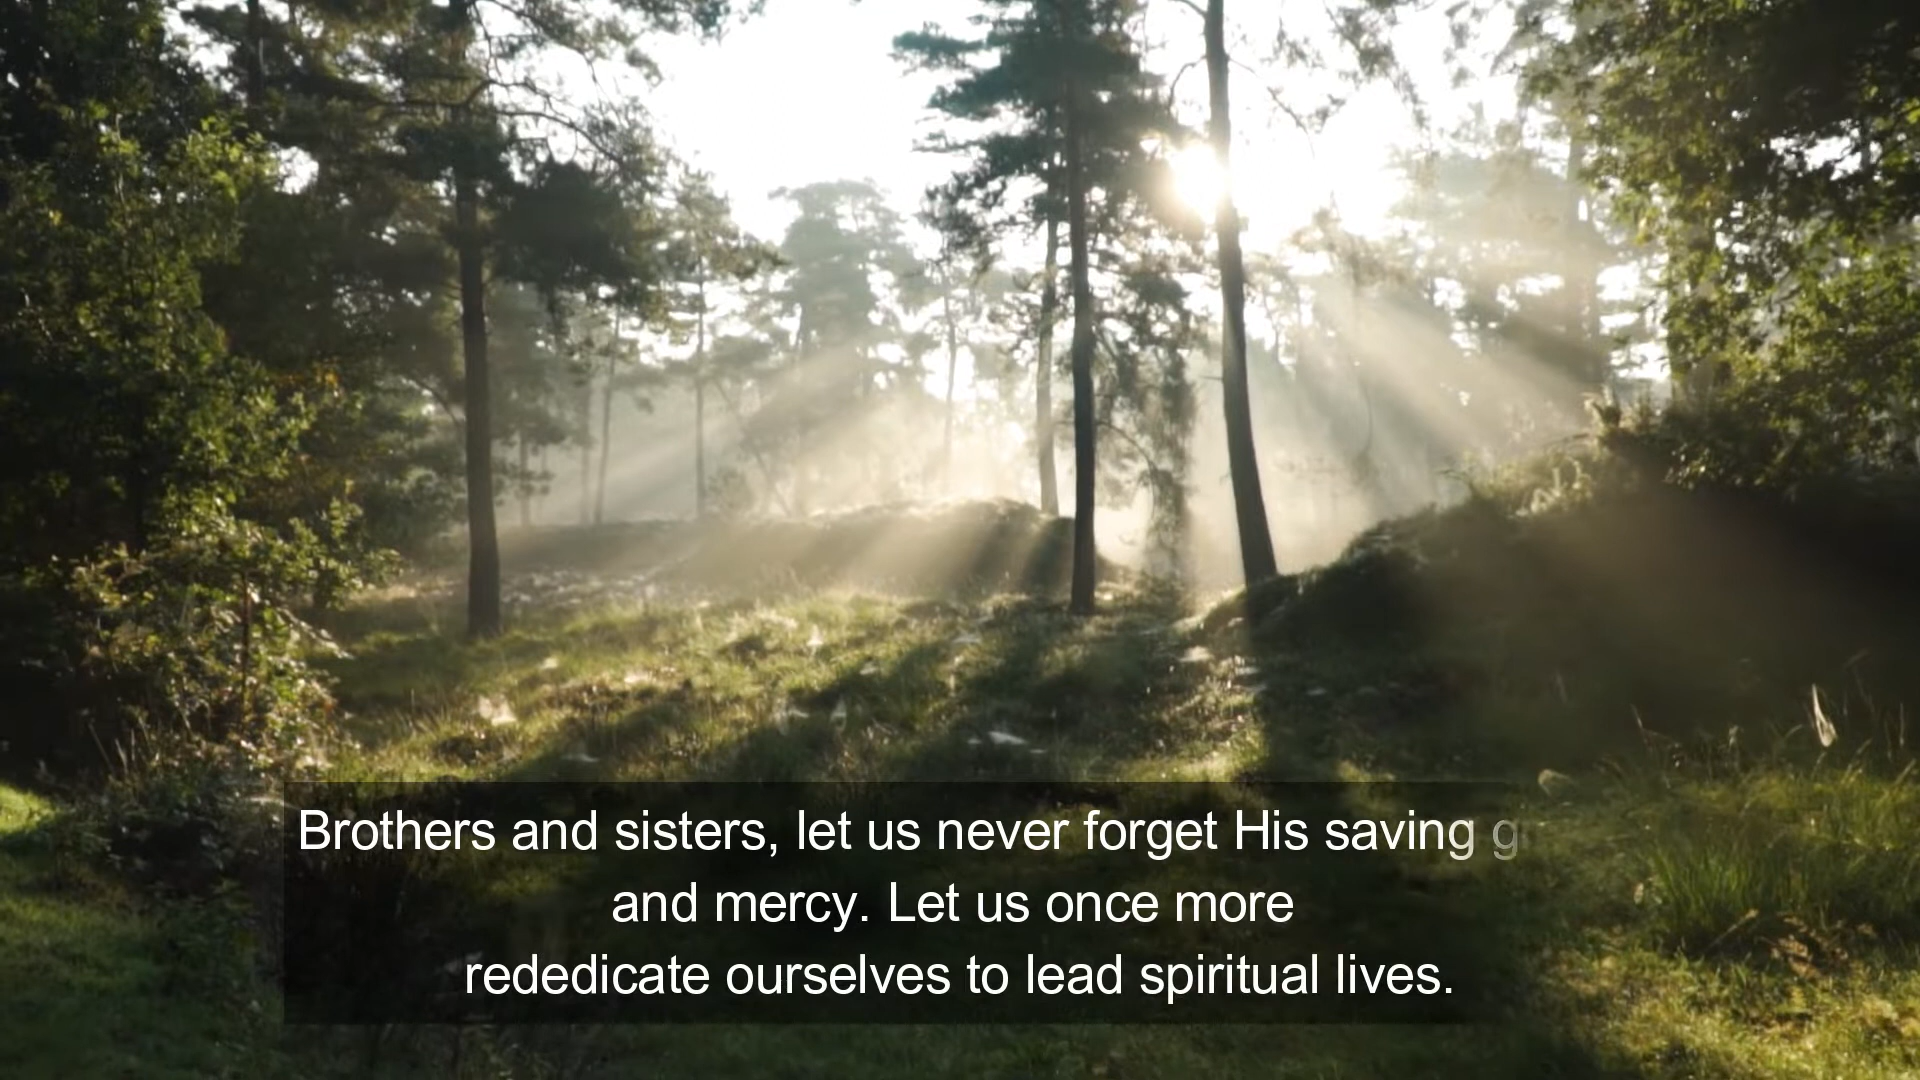 Brothers and sisters, let us never forget His saving
and mercy. Let us once more
rededicate ourselves to lead spiritual lives.